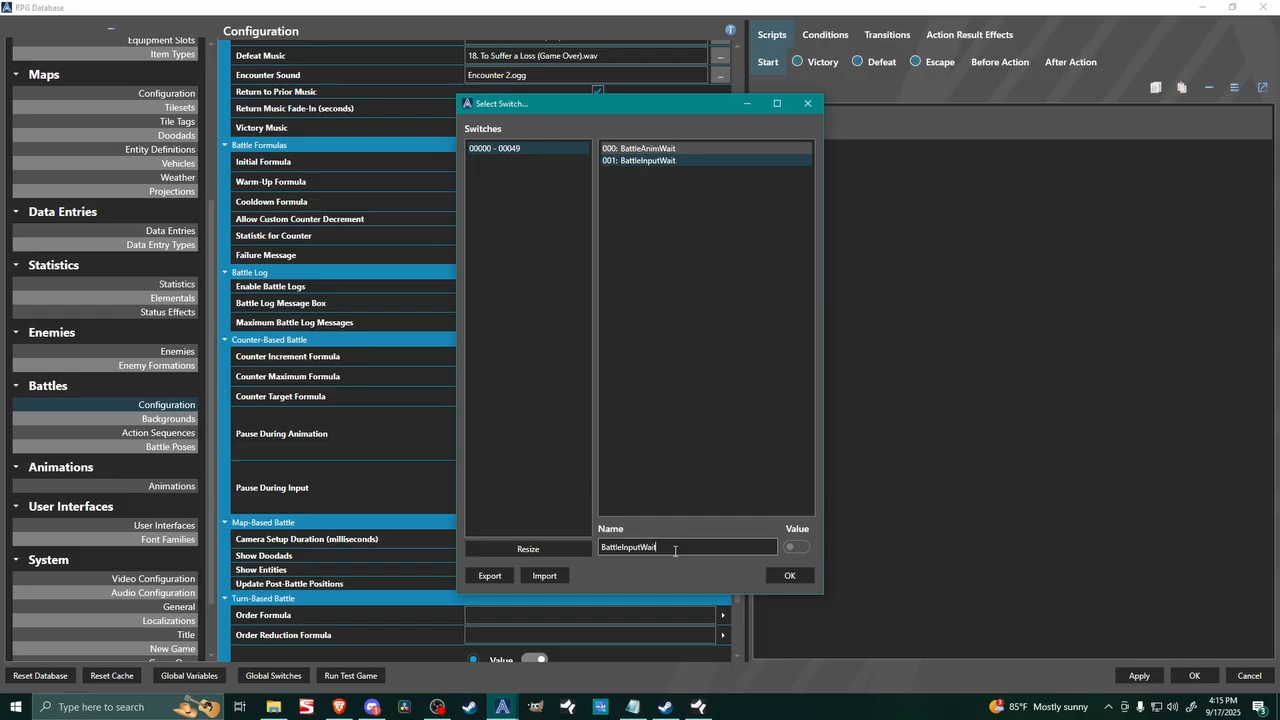 RPG Database
Equipment Slots
Item Types
Maps
Configuration
Tilesets
Tile Tags
Doodads
Entity Definitions
Vehicles
Weather
Projections
Data Entries
Data Entries
Data Entry Types
Statistics
Statistics
Elementals
Status Effects
Enemies
Enemies
Enemy Formations
Battles
Configuration
Backgrounds
Action Sequences
Battle Poses
Animations
Animations
User Interfaces
User Interfaces
Font Families
System
Video Configuration
Audio Configuration
General
Localizations
Title
New Game
Configuration
Defeat Music
18. To Suffer a Loss (Game Over).wav
...
Encounter Sound
Encounter 2.ogg
...
Return to Prior Music
Return Music Fade-In (seconds)
Victory Music
Battle Formulas
Initial Formula
Warm-Up Formula
Cooldown Formula
Allow Custom Counter Decrement
Statistic for Counter
Failure Message
Battle Log
Enable Battle Logs
Battle Log Message Box
Maximum Battle Log Messages
Counter-Based Battle
Counter Increment Formula
Counter Maximum Formula
Counter Target Formula
Pause During Animation
Pause During Input
Map-Based Battle
Camera Setup Duration (milliseconds)
Show Doodads
Show Entities
Update Post-Battle Positions
Turn-Based Battle
Order Formula
Order Reduction Formula
Value
Select Switch...
Switches
00000 - 00049
000: BattleAnimWait
001: BattleInputWait
Name
Value
Resize
BattleInputWait
Export
Import
OK
Scripts
Conditions
Transitions
Action Result Effects
Start
Victory
Defeat
Escape
Before Action
After Action
Reset Database
Reset Cache
Global Variables
Global Switches
Run Test Game
Apply
OK
Cancel
Type here to search
85°F Mostly sunny
4:15 PM
9/17/2025
3